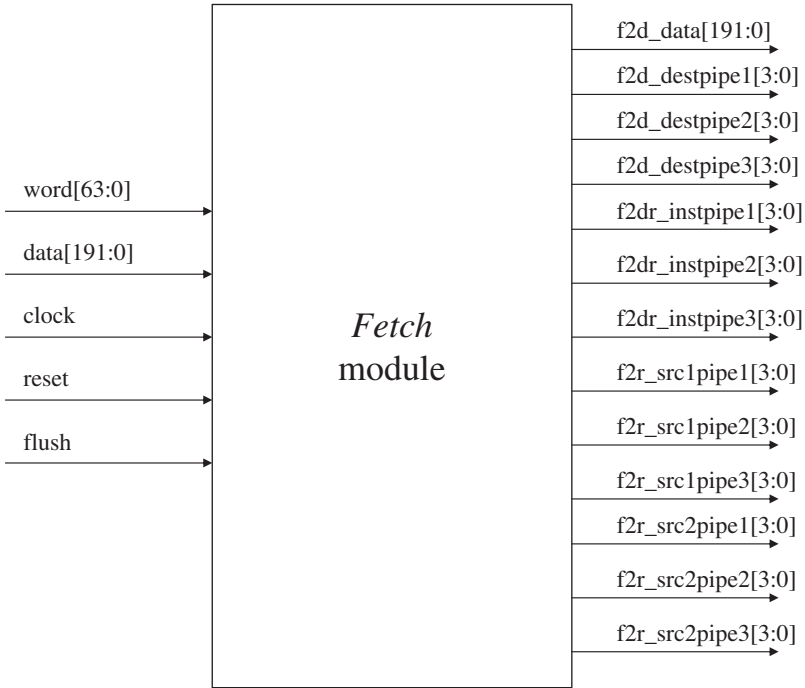 word[63:0]
data[191:0]
clock
reset
flush
Fetch
module
f2d_data[191:0]
f2d_destpipe1[3:0]
f2d_destpipe2[3:0]
f2d_destpipe3[3:0]
f2dr_instpipe1[3:0]
f2dr_instpipe2[3:0]
f2dr_instpipe3[3:0]
f2r_src1pipe1[3:0]
f2r_src1pipe2[3:0]
f2r_src1pipe3[3:0]
f2r_src2pipe1[3:0]
f2r_src2pipe2[3:0]
f2r_src2pipe3[3:0]